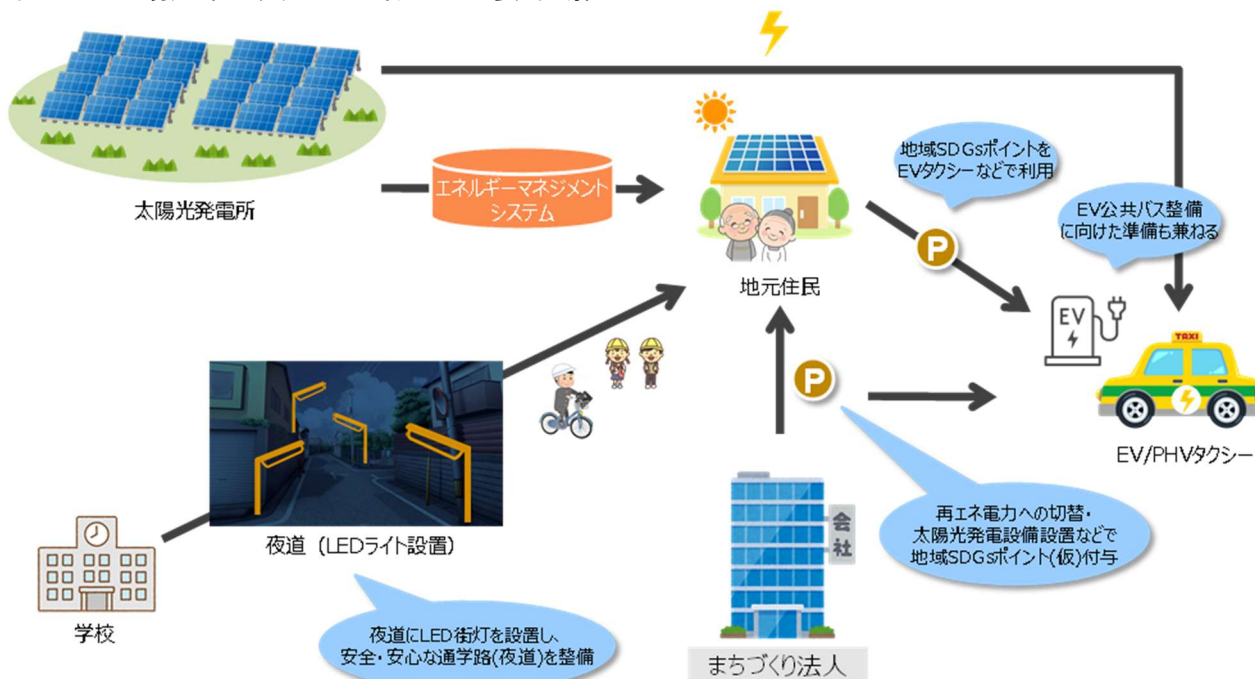 太陽光発電所
エネルギーマネジメント
システム
地元住民
地域SDGsポイントを
EVタクシーなどで利用
EV公共バス整備
に向けた準備も兼ねる
P
EV
TAXI
EV/PHVタクシー
P
再エネ電力への切替・
太陽光発電設備設置などで
地域SDGsポイント(仮)付与
夜道（LEDライト設置）
学校
夜道にLED街灯を設置し、
安全・安心な通学路(夜道)を整備
会社
まちづくり法人